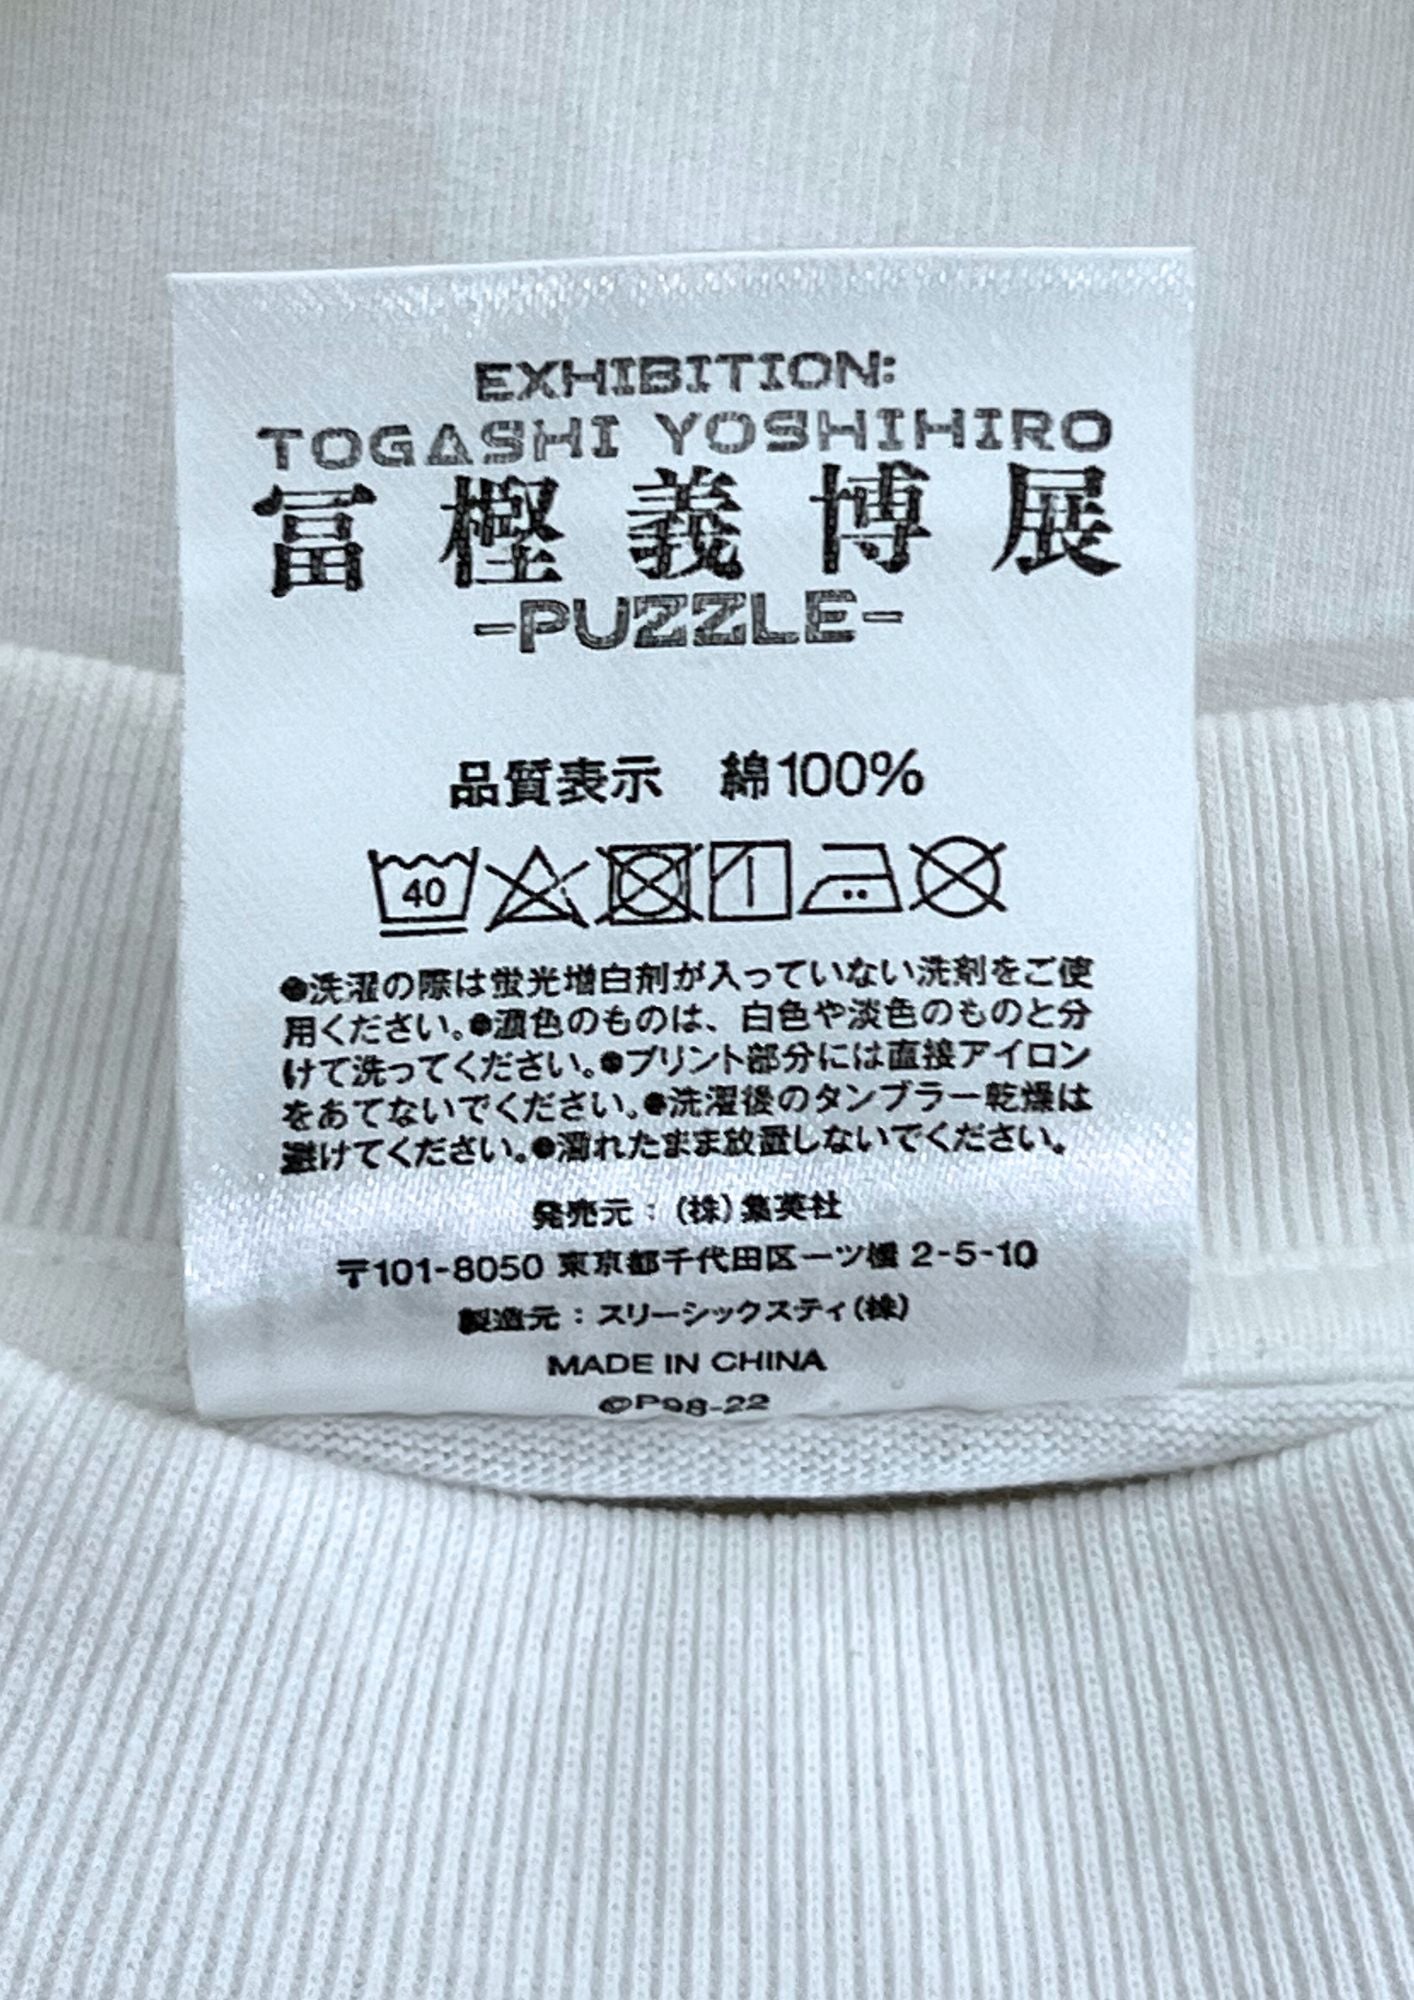 EXHIBITION:
TOGASHI YOSHIHIRO
冨樫義博展
-PUZZLE-
品質表示 綿100%
40
●洗濯の際は蛍光増白剤が入っていない洗剤をご使
用ください。●濃色のものは、白色や淡色のものと分
けて洗ってください。●プリント部分には直接アイロン
をあてないでください。●洗濯後のタンブラー乾燥は
避けてください。●濡れたまま放置しないでください。
発売元：(株)集英社
〒101-8050 東京都千代田区一ツ橋 2-5-10
製造元：スリーシックスティ(株)
MADE IN CHINA
©P98-22